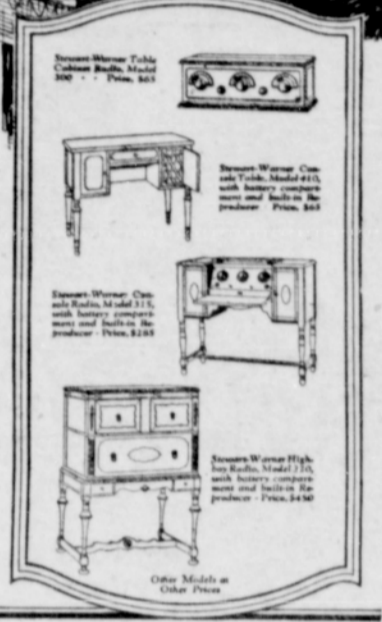 Stewart-Warner Table
Cabinet Radio, Model
300 - - Price, $65
Stewart-Warner Con-
sole Table, Model 410,
with battery compart-
ment and built-in Re-
producer Price, $65
Stewart-Warner Con-
sole Radio, Model 315,
with battery compart-
ment and built-in Re-
producer - Price, $285
Stewart-Warner High-
boy Radio, Model 320,
with battery compart-
ment and built-in Re-
producer - Price, $450
Other Models at
Other Prices